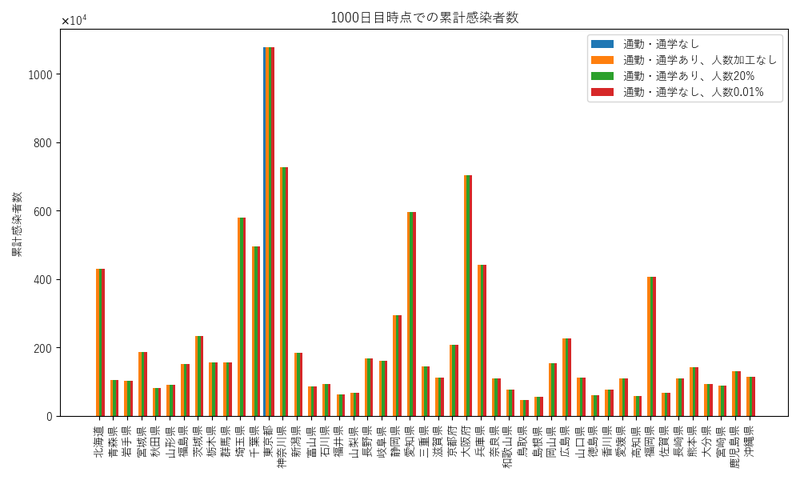 1000日目時点での累計感染者数
×10⁴
通勤・通学なし
通勤・通学あり、人数加工なし
通勤・通学あり、人数20%
通勤・通学なし、人数0.01%
累計感染者数
1000
800
600
400
200
0
北海道
青森県
岩手県
宮城県
秋田県
山形県
福島県
茨城県
栃木県
群馬県
埼玉県
千葉県
東京都
神奈川県
新潟県
富山県
石川県
福井県
山梨県
長野県
岐阜県
静岡県
愛知県
三重県
滋賀県
京都府
大阪府
兵庫県
奈良県
和歌山県
鳥取県
島根県
岡山県
広島県
山口県
徳島県
香川県
愛媛県
高知県
福岡県
佐賀県
長崎県
熊本県
大分県
宮崎県
鹿児島県
沖縄県